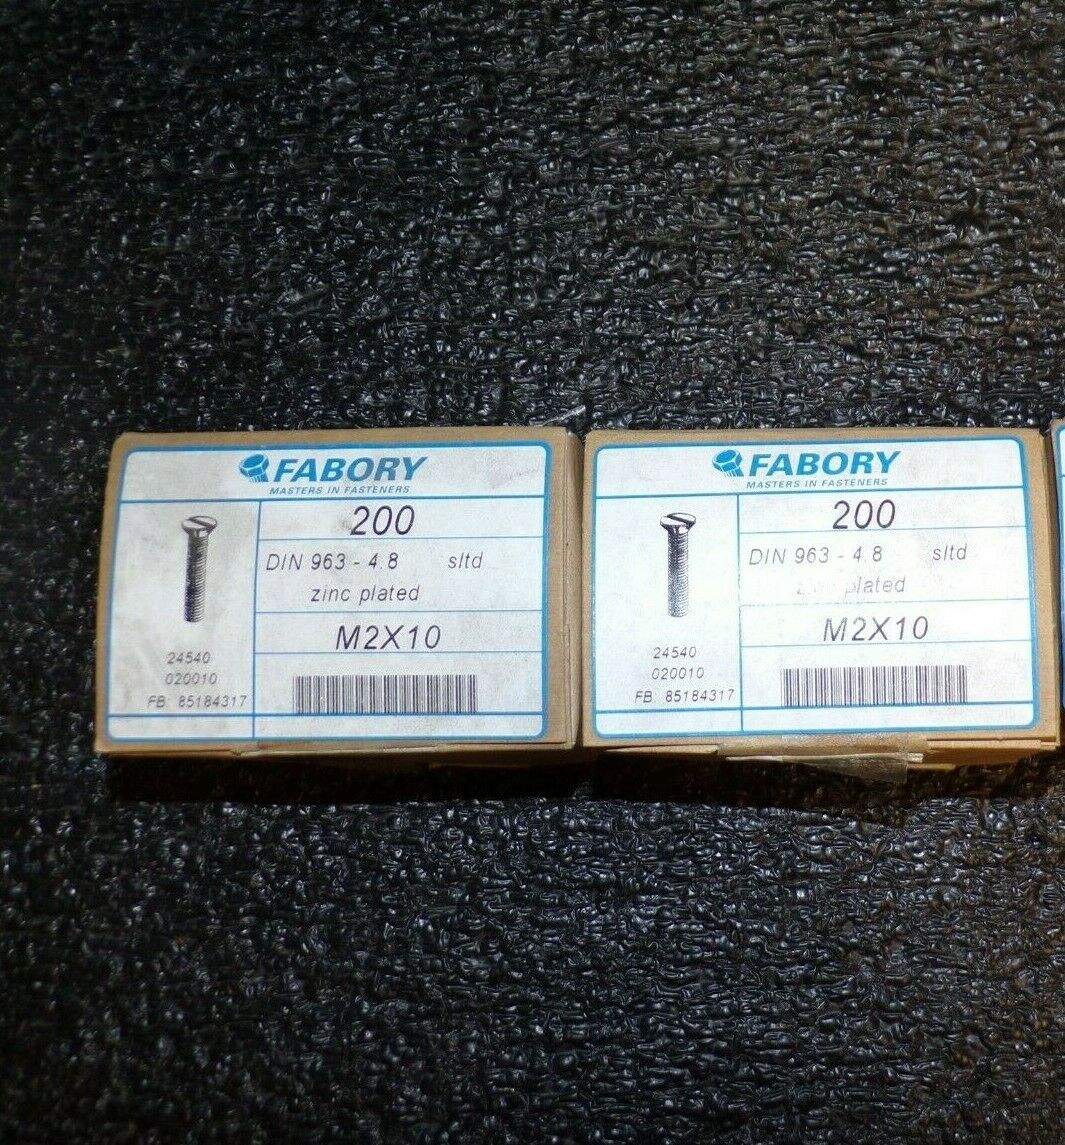 FABORY
MASTERS IN FASTENERS
200
DIN 963 - 4.8 sltd
zinc plated
M2X10
24540
020010
FB: 85184317
FABORY
MASTERS IN FASTENERS
200
DIN 963 - 4.8 sltd
plated
M2X10
24540
020010
FB: 85184317